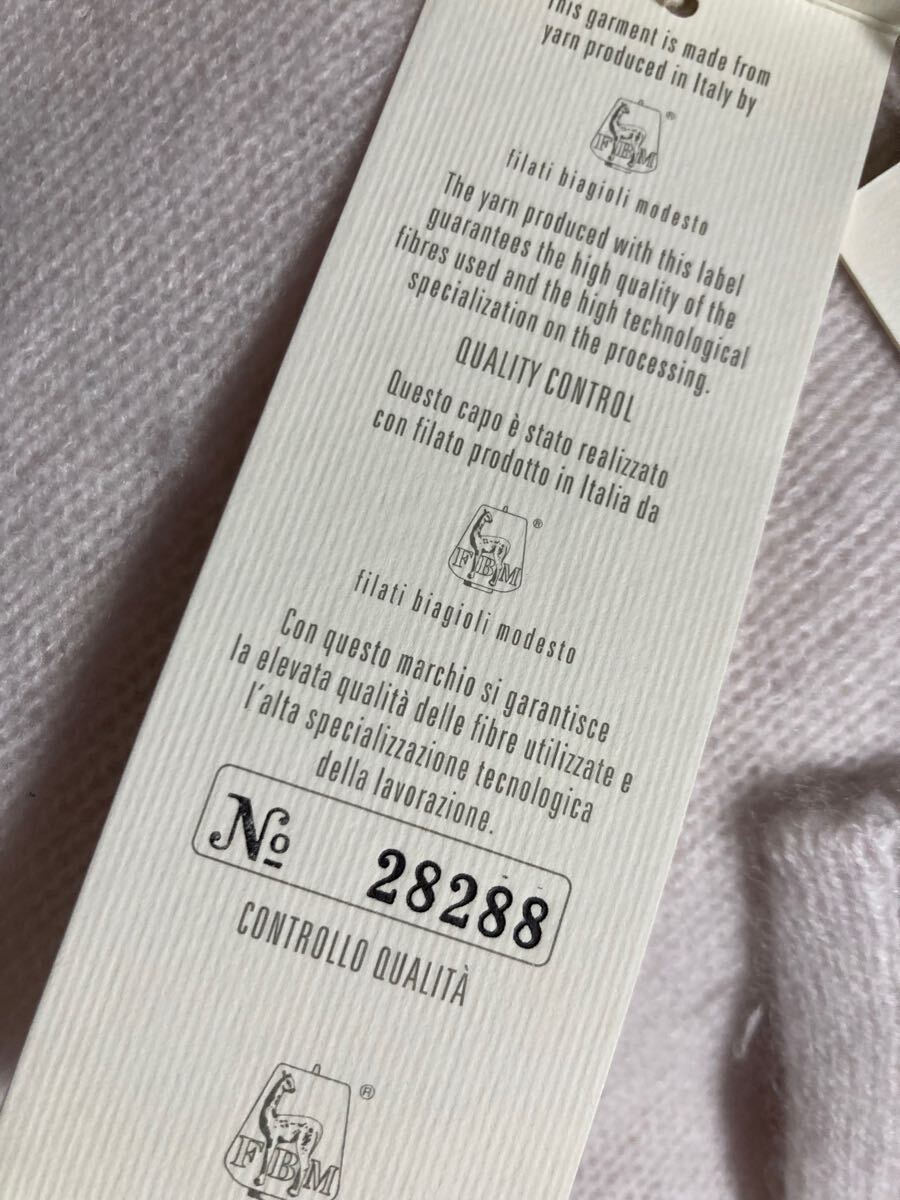 This garment is made from
yarn produced in Italy by
FBM ®
filati biagioli modesto
The yarn produced with this label
guarantees the high quality of the
fibres used and the high technological
specialization on the processing.
QUALITY CONTROL
Questo capo è stato realizzato
con filato prodotto in Italia da
FBM ®
filati biagioli modesto
Con questo marchio si garantisce
la elevata qualità delle fibre utilizzate e
l'alta specializzazione tecnologica
della lavorazione.
Nº 28288
CONTROLLO QUALITÀ
FBM ®